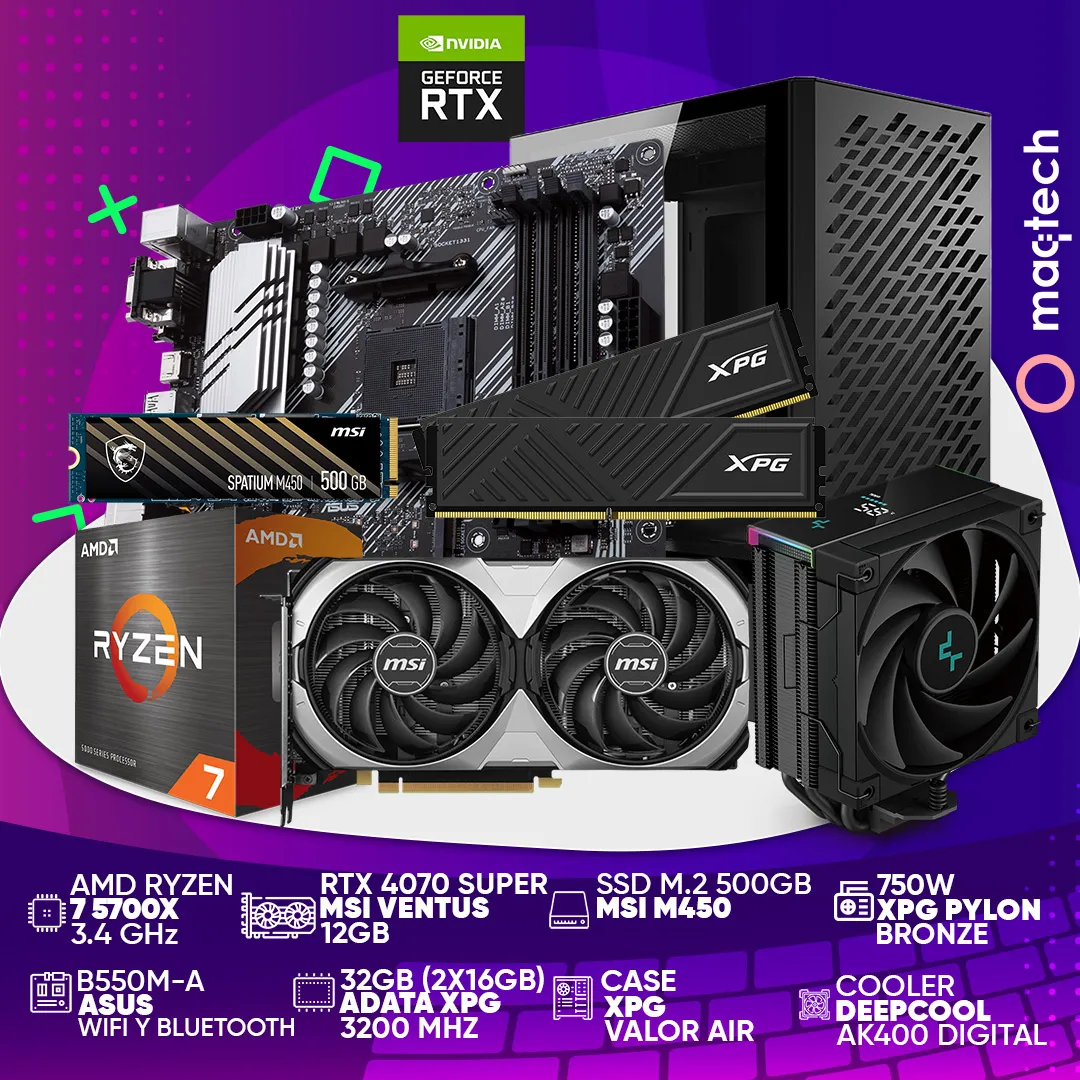 NVIDIA
GEFORCE
RTX
maqtech
SOCKET1331
XPG
XPG
msi
SPATIUM M450 | 500 GB
ASUS
AMD
AMD
RYZEN
5000 SERIES PROCESSOR
7
msi
msi
AMD RYZEN
7 5700X
3.4 GHz
RTX 4070 SUPER
MSI VENTUS
12GB
SSD M.2 500GB
MSI M450
750W
XPG PYLON
BRONZE
B550M-A
ASUS
WIFI Y BLUETOOTH
32GB (2X16GB)
ADATA XPG
3200 MHZ
CASE
XPG
VALOR AIR
COOLER
DEEPCOOL
AK400 DIGITAL